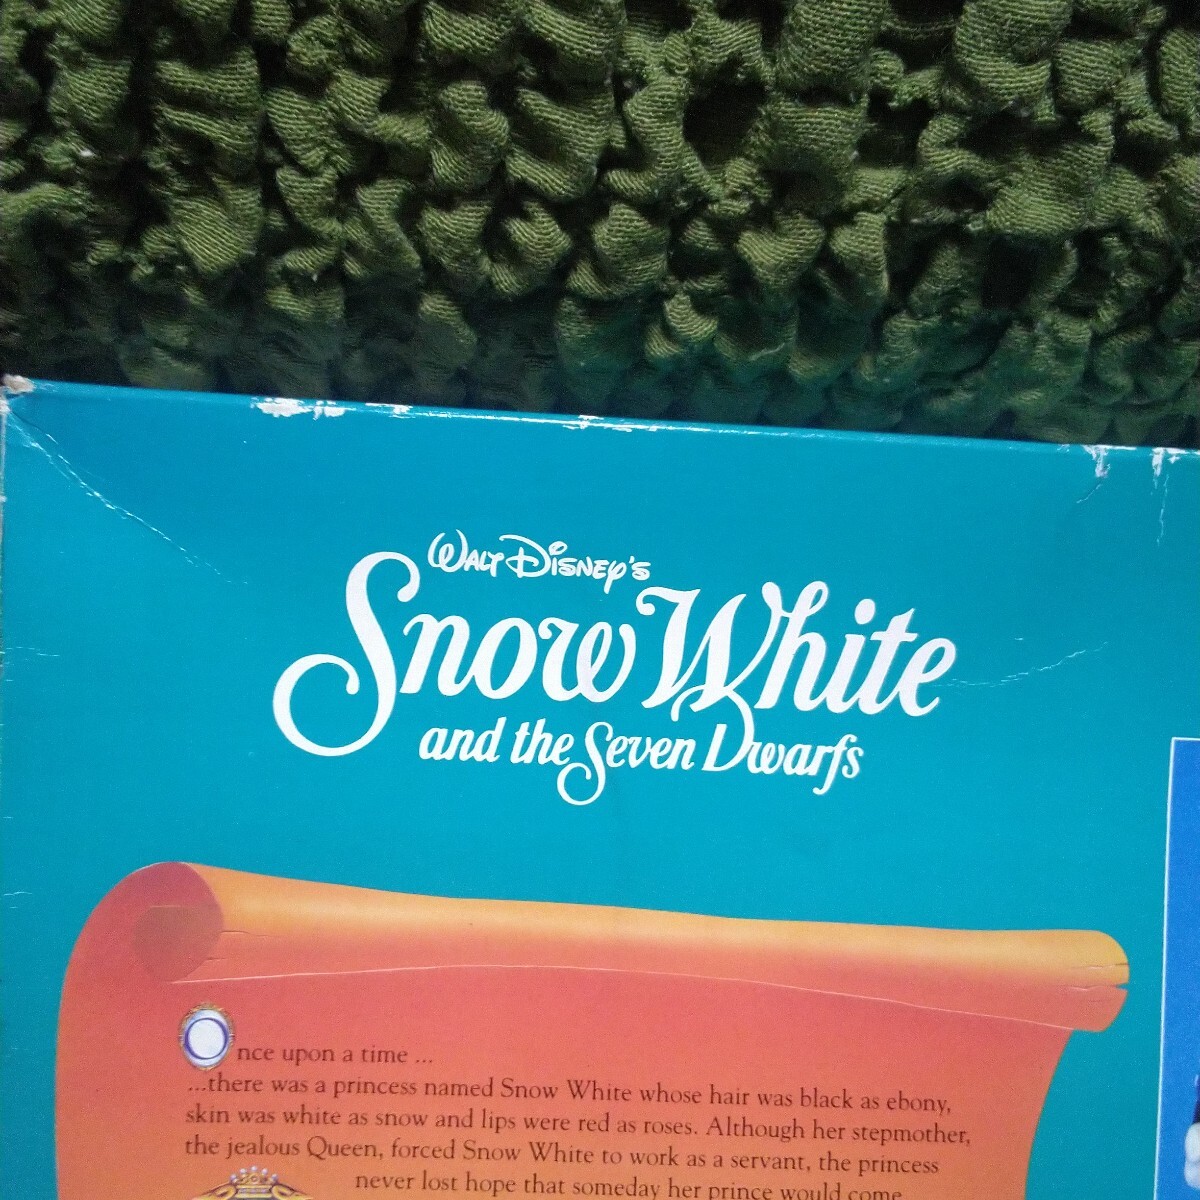 Walt Disney's
Snow White
and the Seven Dwarfs
Once upon a time ...
...there was a princess named Snow White whose hair was black as ebony,
skin was white as snow and lips were red as roses. Although her stepmother,
the jealous Queen, forced Snow White to work as a servant, the princess
never lost hope that someday her prince would come